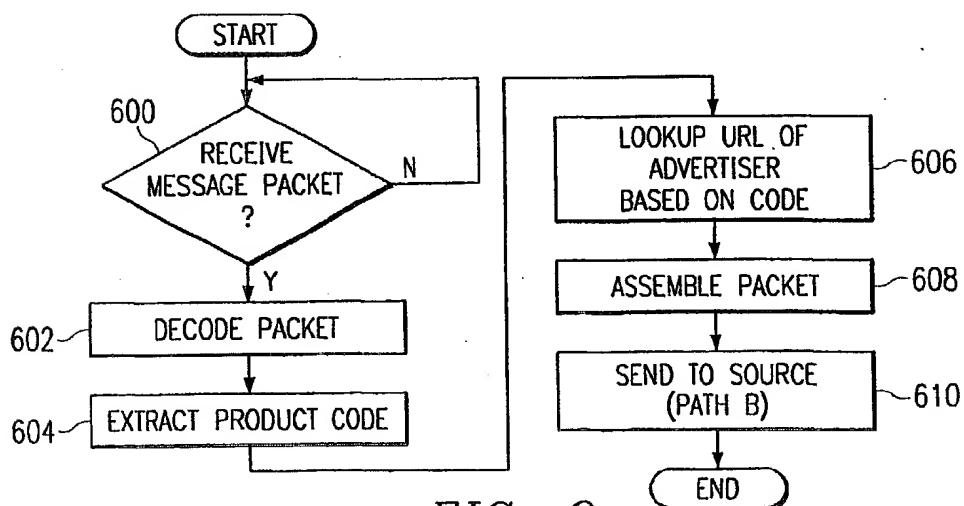 START
600
RECEIVE
MESSAGE PACKET
?
N
Y
602
DECODE PACKET
604
EXTRACT PRODUCT CODE
LOOKUP URL OF
ADVERTISER
BASED ON CODE
606
ASSEMBLE PACKET
608
SEND TO SOURCE
(PATH B)
610
END